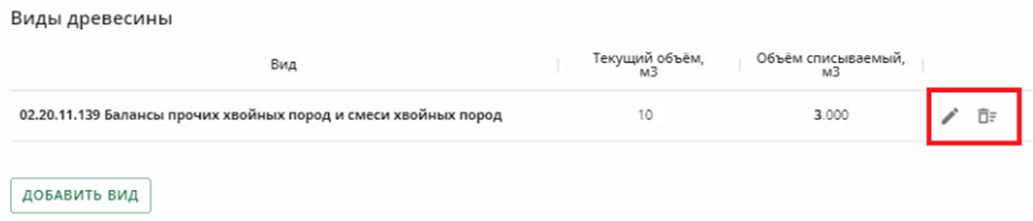 Виды древесины
Вид
Текущий объём,
м3
Объём списываемый,
м3
02.20.11.139 Балансы прочих хвойных пород и смеси хвойных пород
10
3.000
ДОБАВИТЬ ВИД